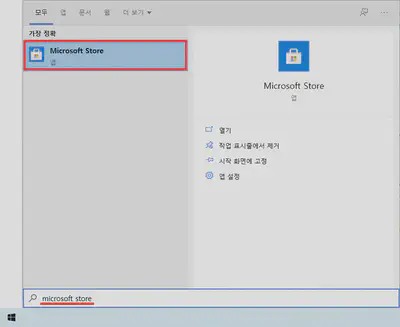 모두 앱 문서 웹 더 보기
가장 정확
Microsoft Store
앱
Microsoft Store
앱
열기
작업 표시줄에서 제거
시작 화면에 고정
앱 설정
microsoft store